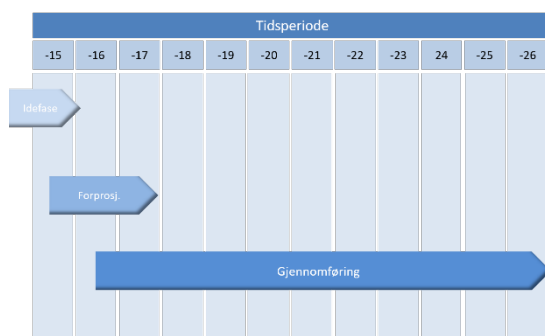 Tidsperiode
-15 -16 -17 -18 -19 -20 -21 -22 -23 24 -25 -26
Idefase
Forprosj.
Gjennomføring